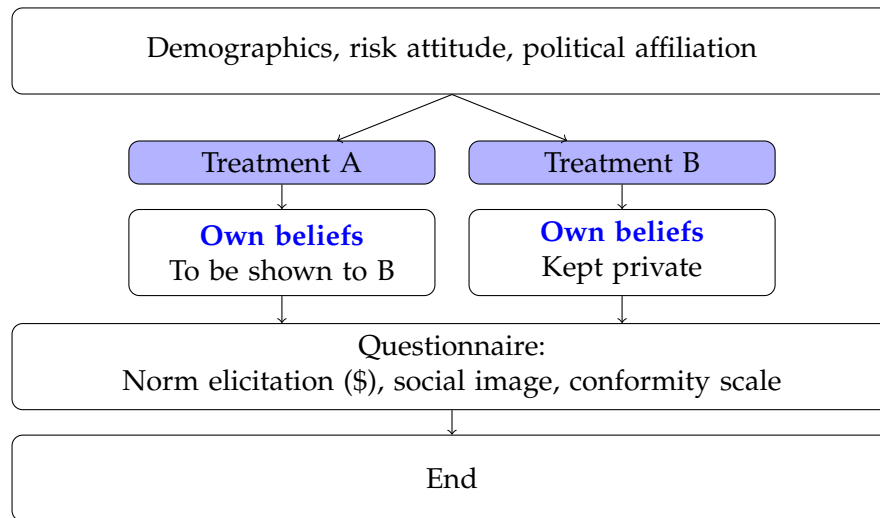 Demographics, risk attitude, political affiliation
Treatment A
Treatment B
Own beliefs
To be shown to B
Own beliefs
Kept private
Questionnaire:
Norm elicitation ($), social image, conformity scale
End